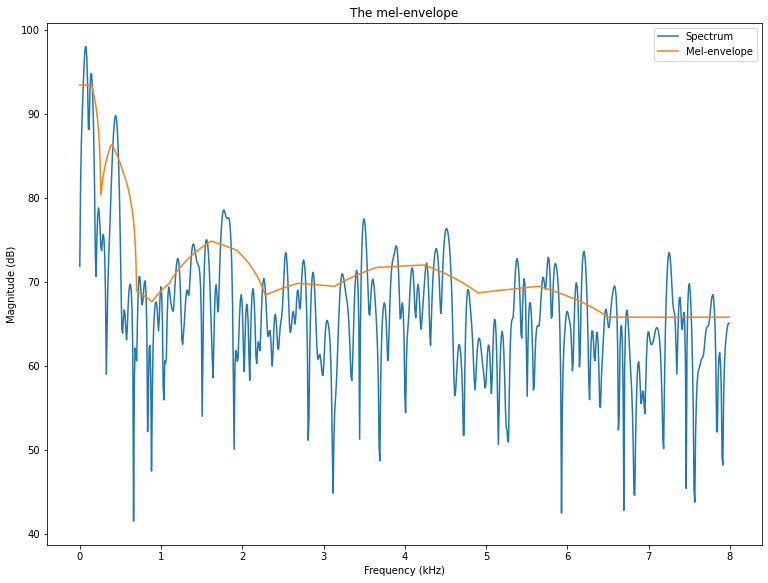 The mel-envelope
Spectrum
Mel-envelope
Magnitude (dB)
100
90
80
70
60
50
40
0 1 2 3 4 5 6 7 8
Frequency (kHz)